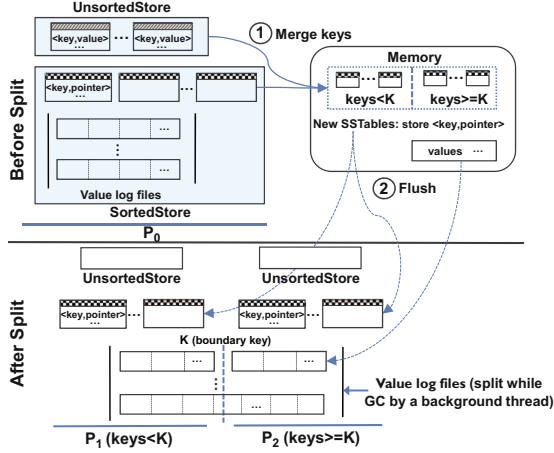 UnsortedStore
<key,value> ... <key,value>
... ...
1 Merge keys
Before Split
<key,pointer> ...
...
...
...
Value log files
SortedStore
P0
Memory
keys<K keys>=K
New SSTables: store <key,pointer>
values ...
2 Flush
After Split
UnsortedStore UnsortedStore
<key,pointer> ... <key,pointer> ...
... ...
K (boundary key)
... ...
...
Value log files (split while
GC by a background thread)
P1 (keys<K) P2 (keys>=K)